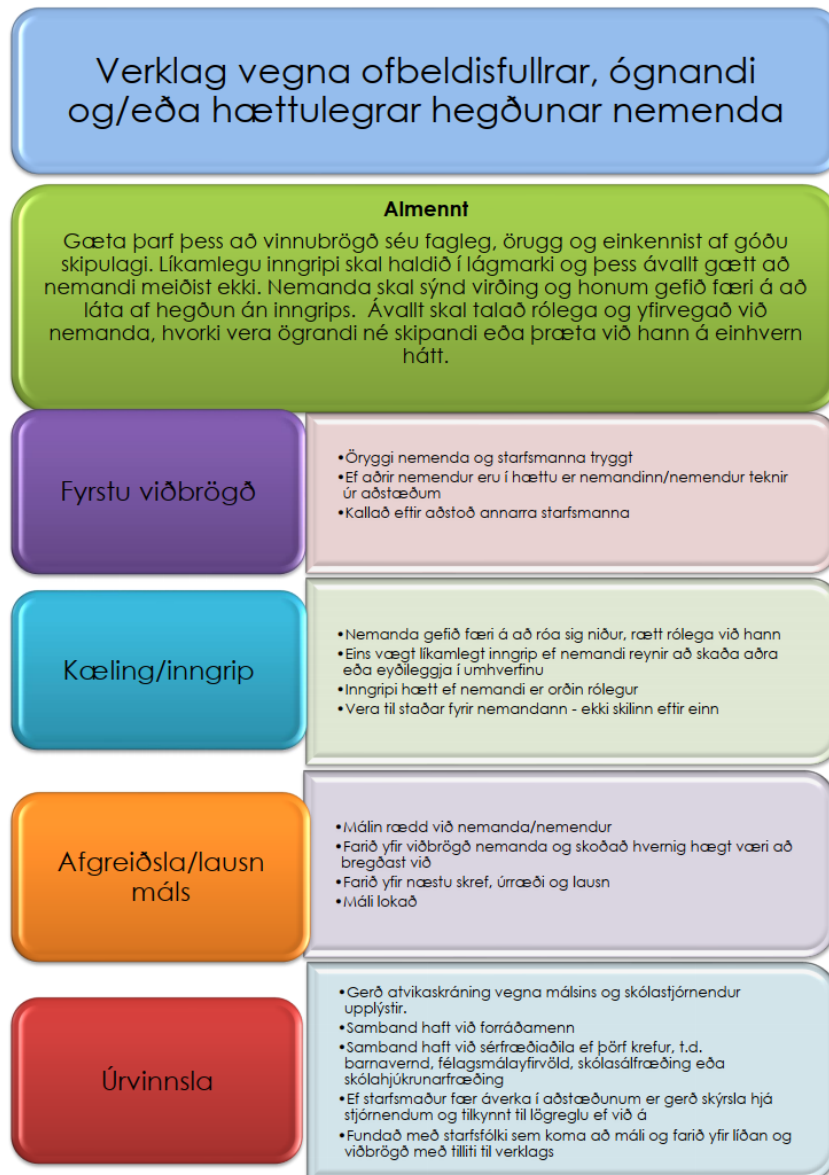 Verklag vegna ofbeldisfullrar, ógnandi
og/eða hættulegrar hegðunar nemenda
Almennt
Gæta þarf þess að vinnubrögð séu fagleg, örugg og einkennist af góðu
skipulagi. Líkamlegu inngripi skal haldið í lágmarki og þess ávallt gætt að
nemandi meiðist ekki. Nemanda skal sýnd virðing og honum gefið færi á að
láta af hegðun án inngrips. Ávallt skal talað rólega og yfirvegað við
nemanda, hvorki vera ögrandi né skipandi eða þræta við hann á einhvern
hátt.
Fyrstu viðbrögð
•Öryggi nemenda og starfsmanna tryggt
•Ef aðrir nemendur eru í hættu er nemandinn/nemendur teknir
úr aðstæðum
•Kallað eftir aðstoð annarra starfsmanna
Kæling/inngrip
•Nemanda gefið færi á að róa sig niður, rætt rólega við hann
•Eins vægt líkamlegt inngrip ef nemandi reynir að skaða aðra
eða eyðileggja í umhverfinu
•Inngripi hætt ef nemandi er orðin rólegur
•Vera til staðar fyrir nemandann - ekki skilinn eftir einn
Afgreiðsla/lausn
máls
•Málin rædd við nemanda/nemendur
•Farið yfir viðbrögð nemanda og skoðað hvernig hægt væri að
bregðast við
•Farið yfir næstu skref, úrræði og lausn
•Máli lokað
Úrvinnsla
•Gerð atvikaskráning vegna málsins og skólastjórnendur
upplýstir.
•Samband haft við forráðamenn
•Samband haft við sérfræðiaðila ef þörf krefur, t.d.
barnavernd, félagsmálayfirvöld, skólasálfræðing eða
skólahjúkrunarfræðing
•Ef starfsmaður fær áverka í aðstæðunum er gerð skýrsla hjá
stjórnendum og tilkynnt til lögreglu ef við á
•Fundað með starfsfólki sem koma að máli og farið yfir líðan og
viðbrögð með tilliti til verklags